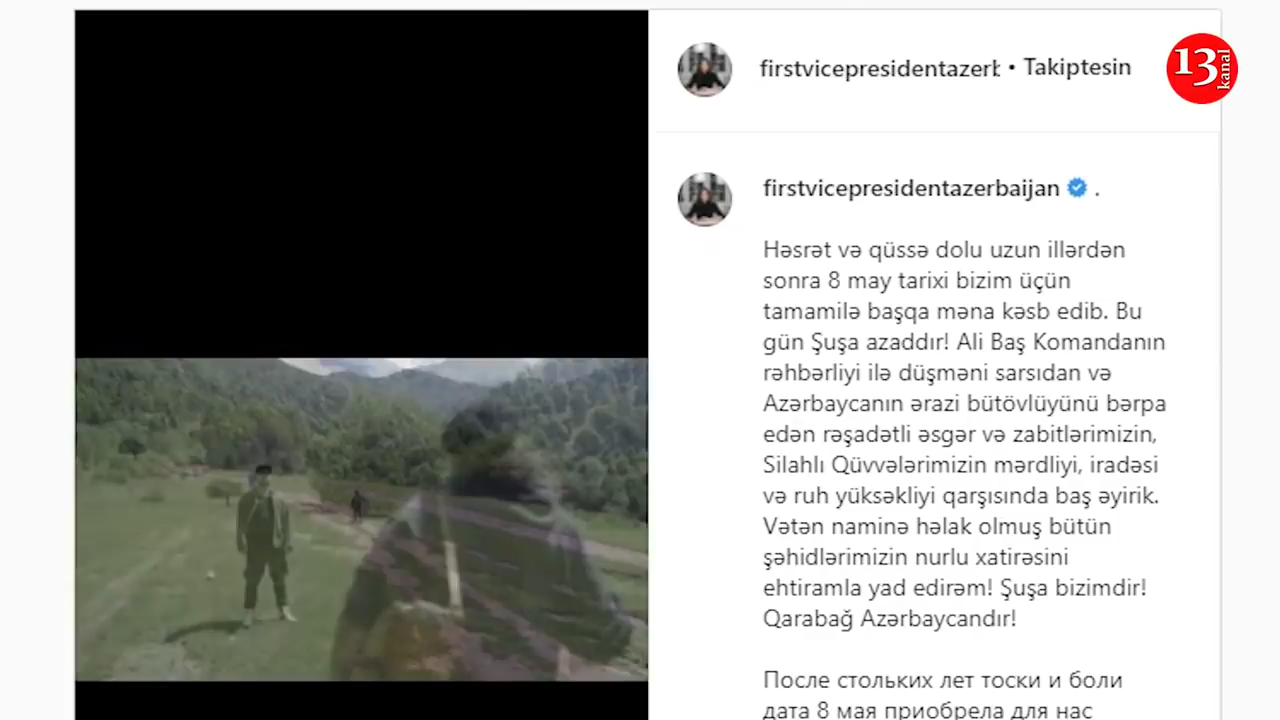 firstvicepresidentazerb • Takiptesin
13 kanal
firstvicepresidentazerbaijan .
Həsrət və qüssə dolu uzun illərdən
sonra 8 may tarixi bizim üçün
tamamilə başqa məna kəsb edib. Bu
gün Şuşa azaddır! Ali Baş Komandanın
rəhbərliyi ilə düşməni sarsıdan və
Azərbaycanın ərazi bütövlüyünü bərpa
edən rəşadətli əsgər və zabitlərimizin,
Silahlı Qüvvələrimizin mərdliyi, iradəsi
və ruh yüksəkliyi qarşısında baş əyirik.
Vətən naminə həlak olmuş bütün
şəhidlərimizin nurlu xatirəsini
ehtiramla yad edirəm! Şuşa bizimdir!
Qarabağ Azərbaycandır!
После стольких лет тоски и боли
дата 8 мая приобрела для нас